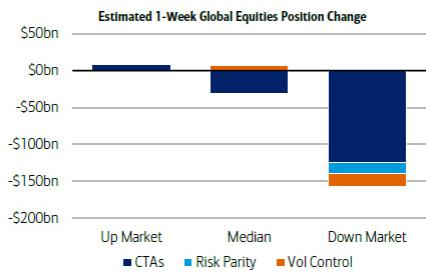 Estimated 1-Week Global Equities Position Change
$50bn
$0bn
-$50bn
-$100bn
-$150bn
-$200bn
Up Market Median Down Market
CTAs Risk Parity Vol Control